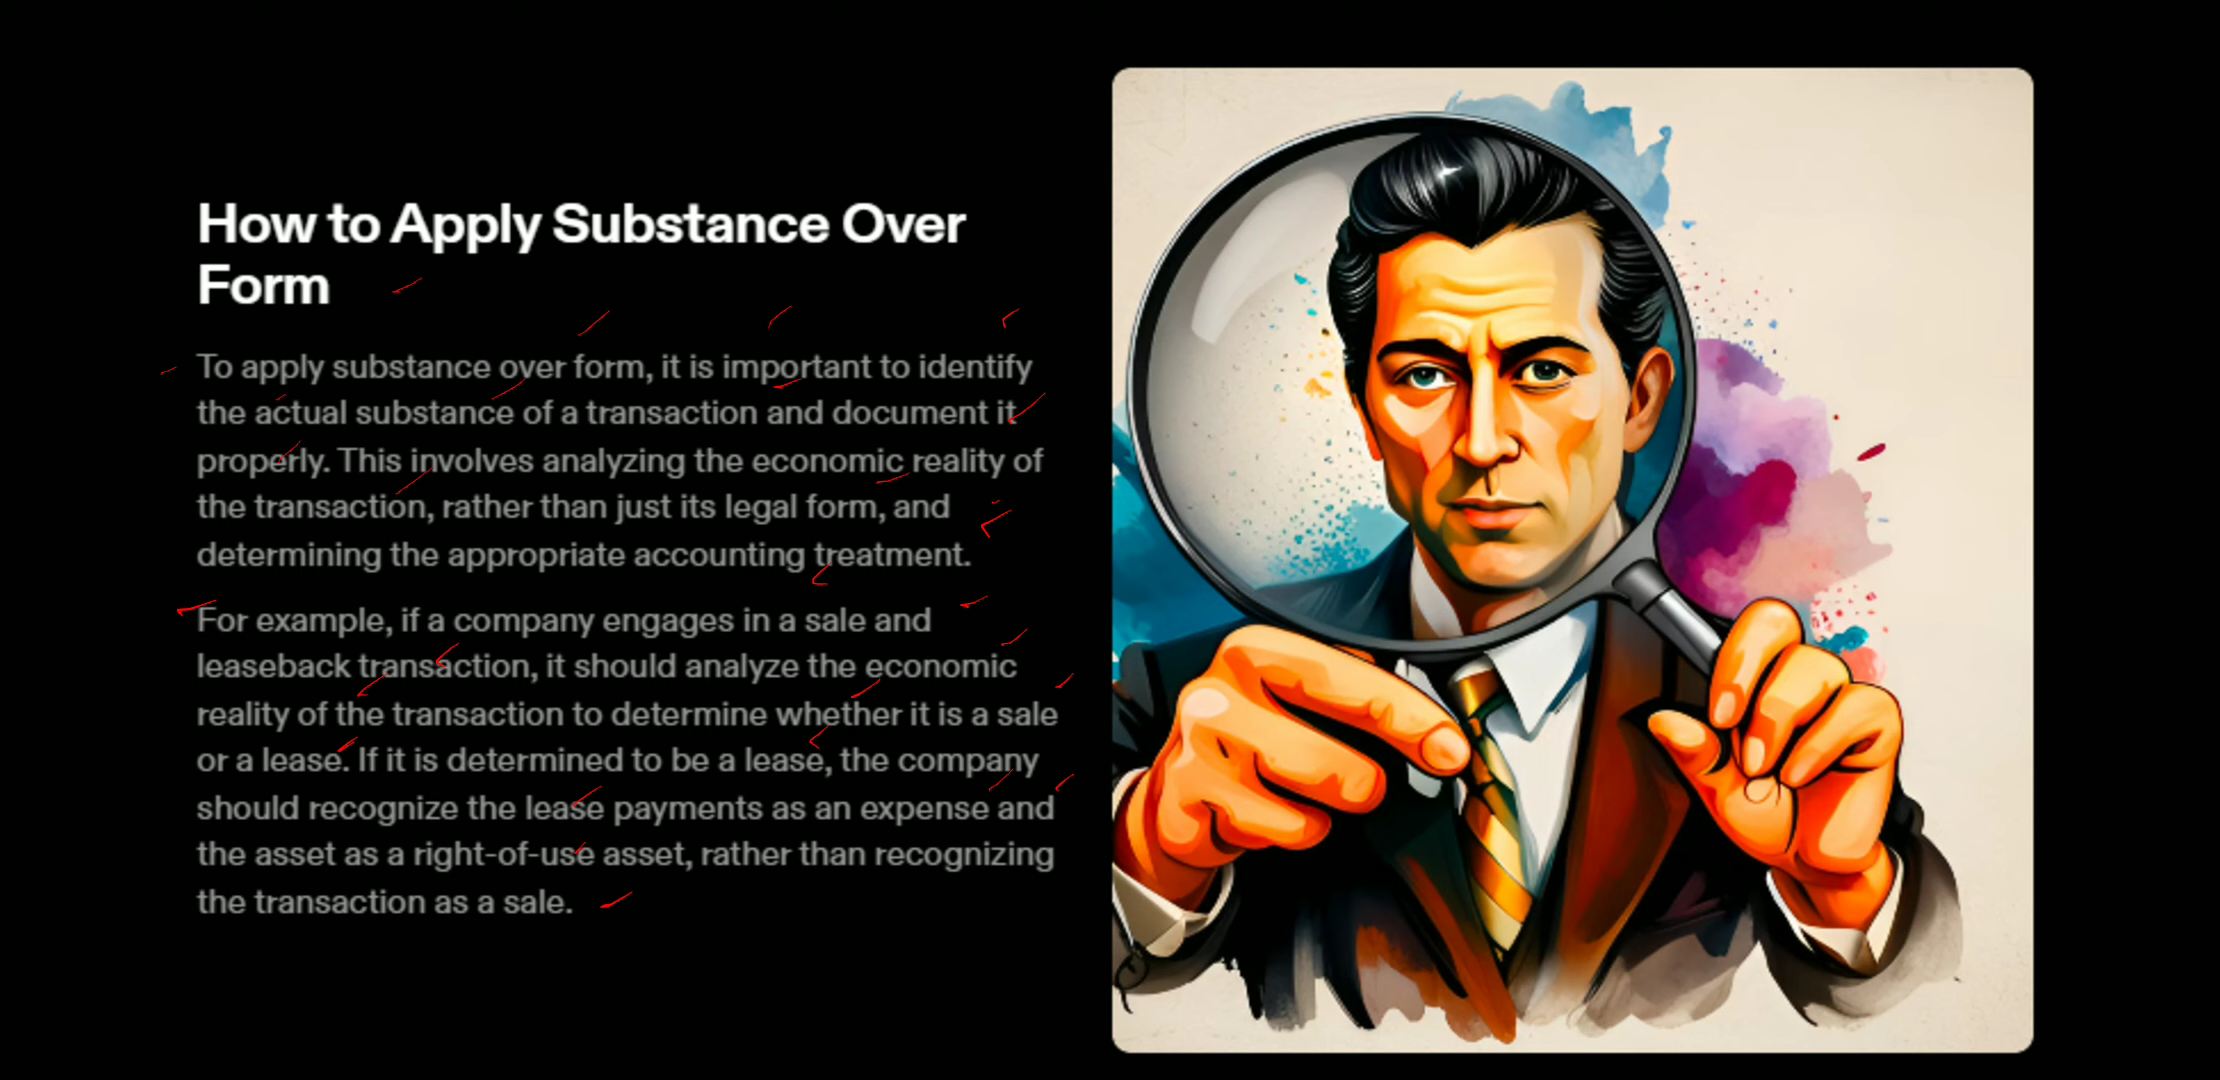 How to Apply Substance Over
Form
To apply substance over form, it is important to identify
the actual substance of a transaction and document it
properly. This involves analyzing the economic reality of
the transaction, rather than just its legal form, and
determining the appropriate accounting treatment.
For example, if a company engages in a sale and
leaseback transaction, it should analyze the economic
reality of the transaction to determine whether it is a sale
or a lease. If it is determined to be a lease, the company
should recognize the lease payments as an expense and
the asset as a right-of-use asset, rather than recognizing
the transaction as a sale.